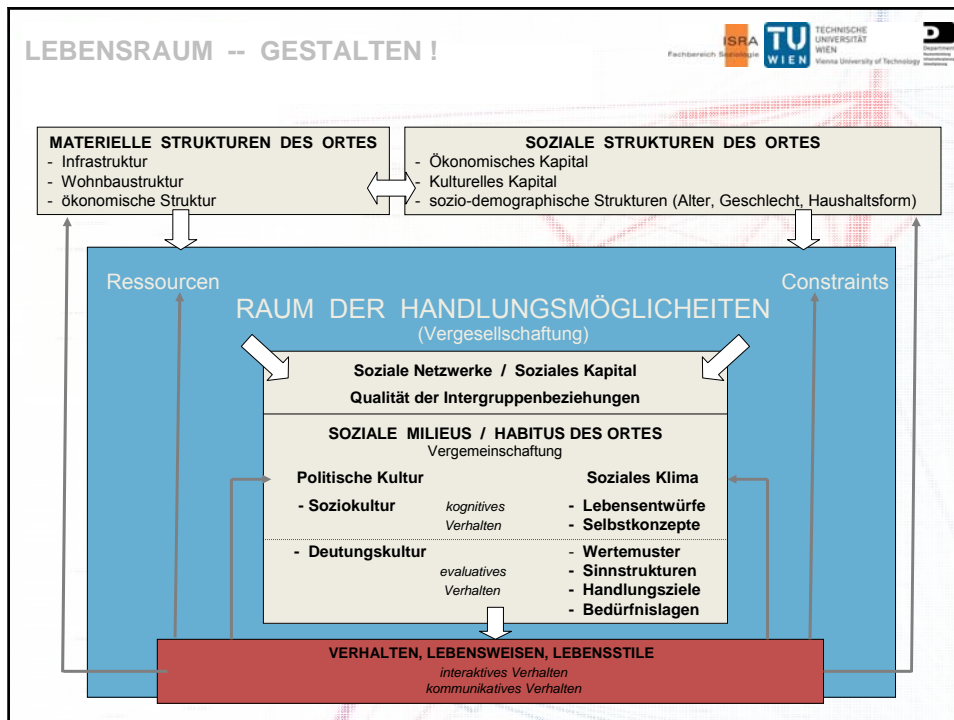 LEBENSRAUM -- GESTALTEN !
ISRA
Fachbereich Soziologie
TU
WIEN
TECHNISCHE
UNIVERSITÄT
WIEN
Vienna University of Technology
Department
MATERIELLE STRUKTUREN DES ORTES
- Infrastruktur
- Wohnbaustruktur
- ökonomische Struktur
SOZIALE STRUKTUREN DES ORTES
- Ökonomisches Kapital
- Kulturelles Kapital
- sozio-demographische Strukturen (Alter, Geschlecht, Haushaltsform)
Ressourcen
Constraints
RAUM DER HANDLUNGSMÖGLICHEITEN
(Vergesellschaftung)
Soziale Netzwerke / Soziales Kapital
Qualität der Intergruppenbeziehungen
SOZIALE MILIEUS / HABITUS DES ORTES
Vergemeinschaftung
Politische Kultur
Soziales Klima
- Soziokultur
kognitives
Verhalten
- Lebensentwürfe
- Selbstkonzepte
- Deutungskultur
evaluatives
Verhalten
- Wertemuster
- Sinnstrukturen
- Handlungsziele
- Bedürfnislagen
VERHALTEN, LEBENSWEISEN, LEBENSSTILE
interaktives Verhalten
kommunikatives Verhalten